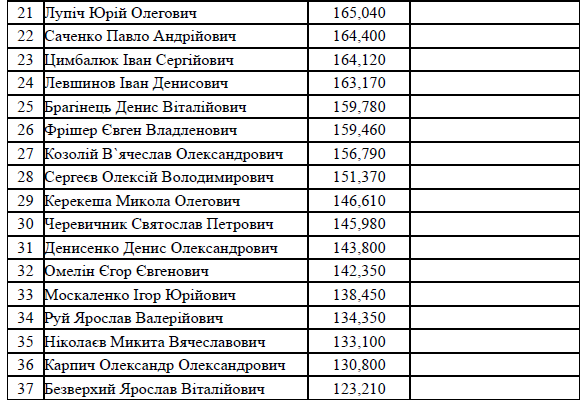 21 Лупіч Юрій Олегович 165,040
22 Саченко Павло Андрійович 164,400
23 Цимбалюк Іван Сергійович 164,120
24 Левшинов Іван Денисович 163,170
25 Брагінець Денис Віталійович 159,780
26 Фрішер Євген Владленович 159,460
27 Козолій В`ячеслав Олександрович 156,790
28 Сергеєв Олексій Володимирович 151,370
29 Керекеша Микола Олегович 146,610
30 Черевичник Святослав Петрович 145,980
31 Денисенко Денис Олександрович 143,800
32 Омелін Єгор Євгенович 142,350
33 Москаленко Ігор Юрійович 138,450
34 Руй Ярослав Валерійович 134,350
35 Ніколаєв Микита Вячеславович 133,100
36 Карпич Олександр Олександрович 130,800
37 Безверхий Ярослав Віталійович 123,210